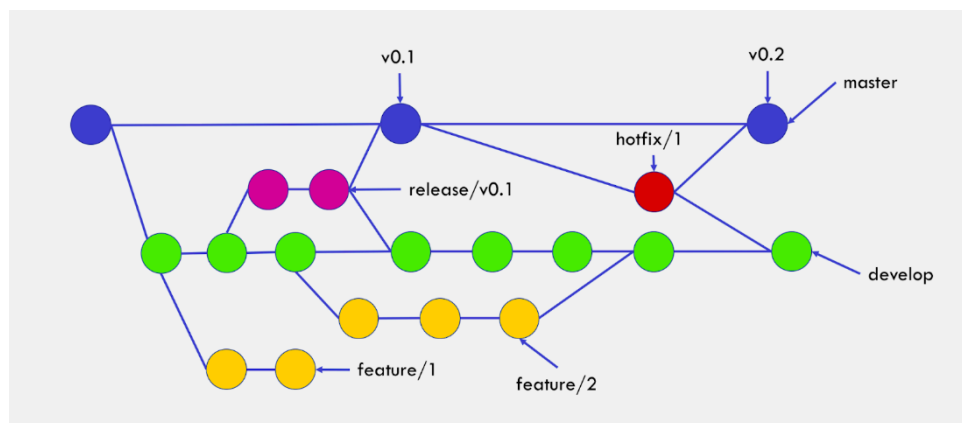 v0.1
v0.2
master
hotfix/1
release/v0.1
develop
feature/1
feature/2